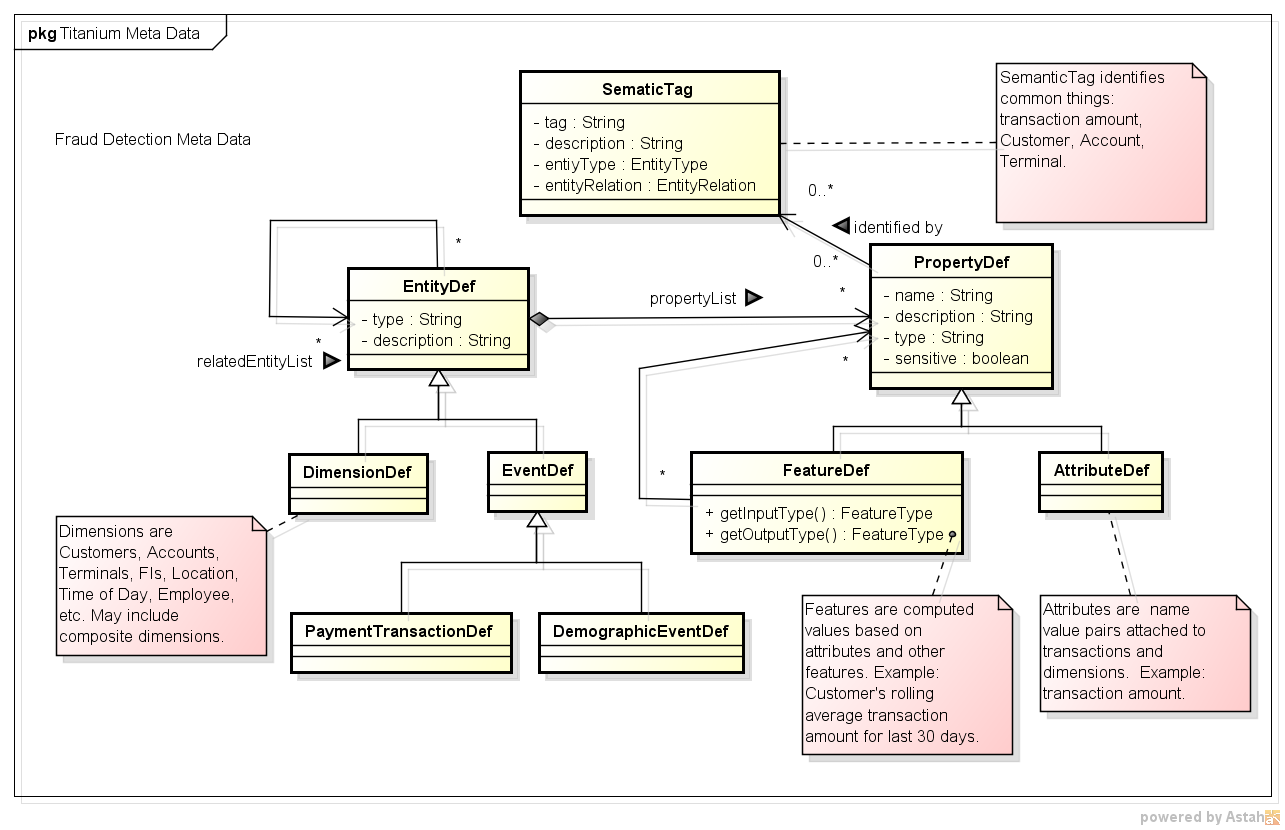 pkg Titanium Meta Data
Fraud Detection Meta Data
SematicTag
- tag : String
- description : String
- entiyType : EntityType
- entityRelation : EntityRelation
SemanticTag identifies
common things:
transaction amount,
Customer, Account,
Terminal.
0..*
identified by
0..*
*
EntityDef
- type : String
- description : String
*
relatedEntityList
propertyList
*
PropertyDef
- name : String
- description : String
- type : String
- sensitive : boolean
*
*
DimensionDef
EventDef
FeatureDef
+ getInputType() : FeatureType
+ getOutputType() : FeatureType
AttributeDef
Dimensions are
Customers, Accounts,
Terminals, FIs, Location,
Time of Day, Employee,
etc. May include
composite dimensions.
PaymentTransactionDef
DemographicEventDef
Features are computed
values based on
attributes and other
features. Example:
Customer's rolling
average transaction
amount for last 30 days.
Attributes are  name
value pairs attached to
transactions and
dimensions.  Example:
transaction amount.
powered by Astah